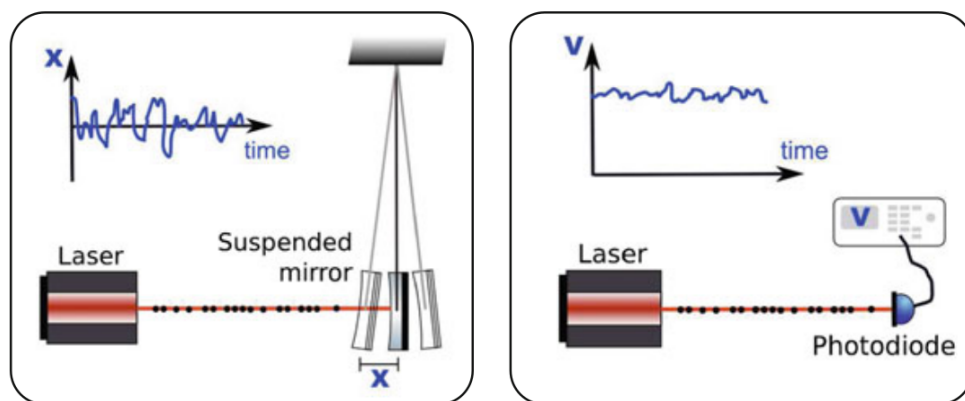 X
time
Suspended
mirror
Laser
X
V
time
V
Laser
Photodiode